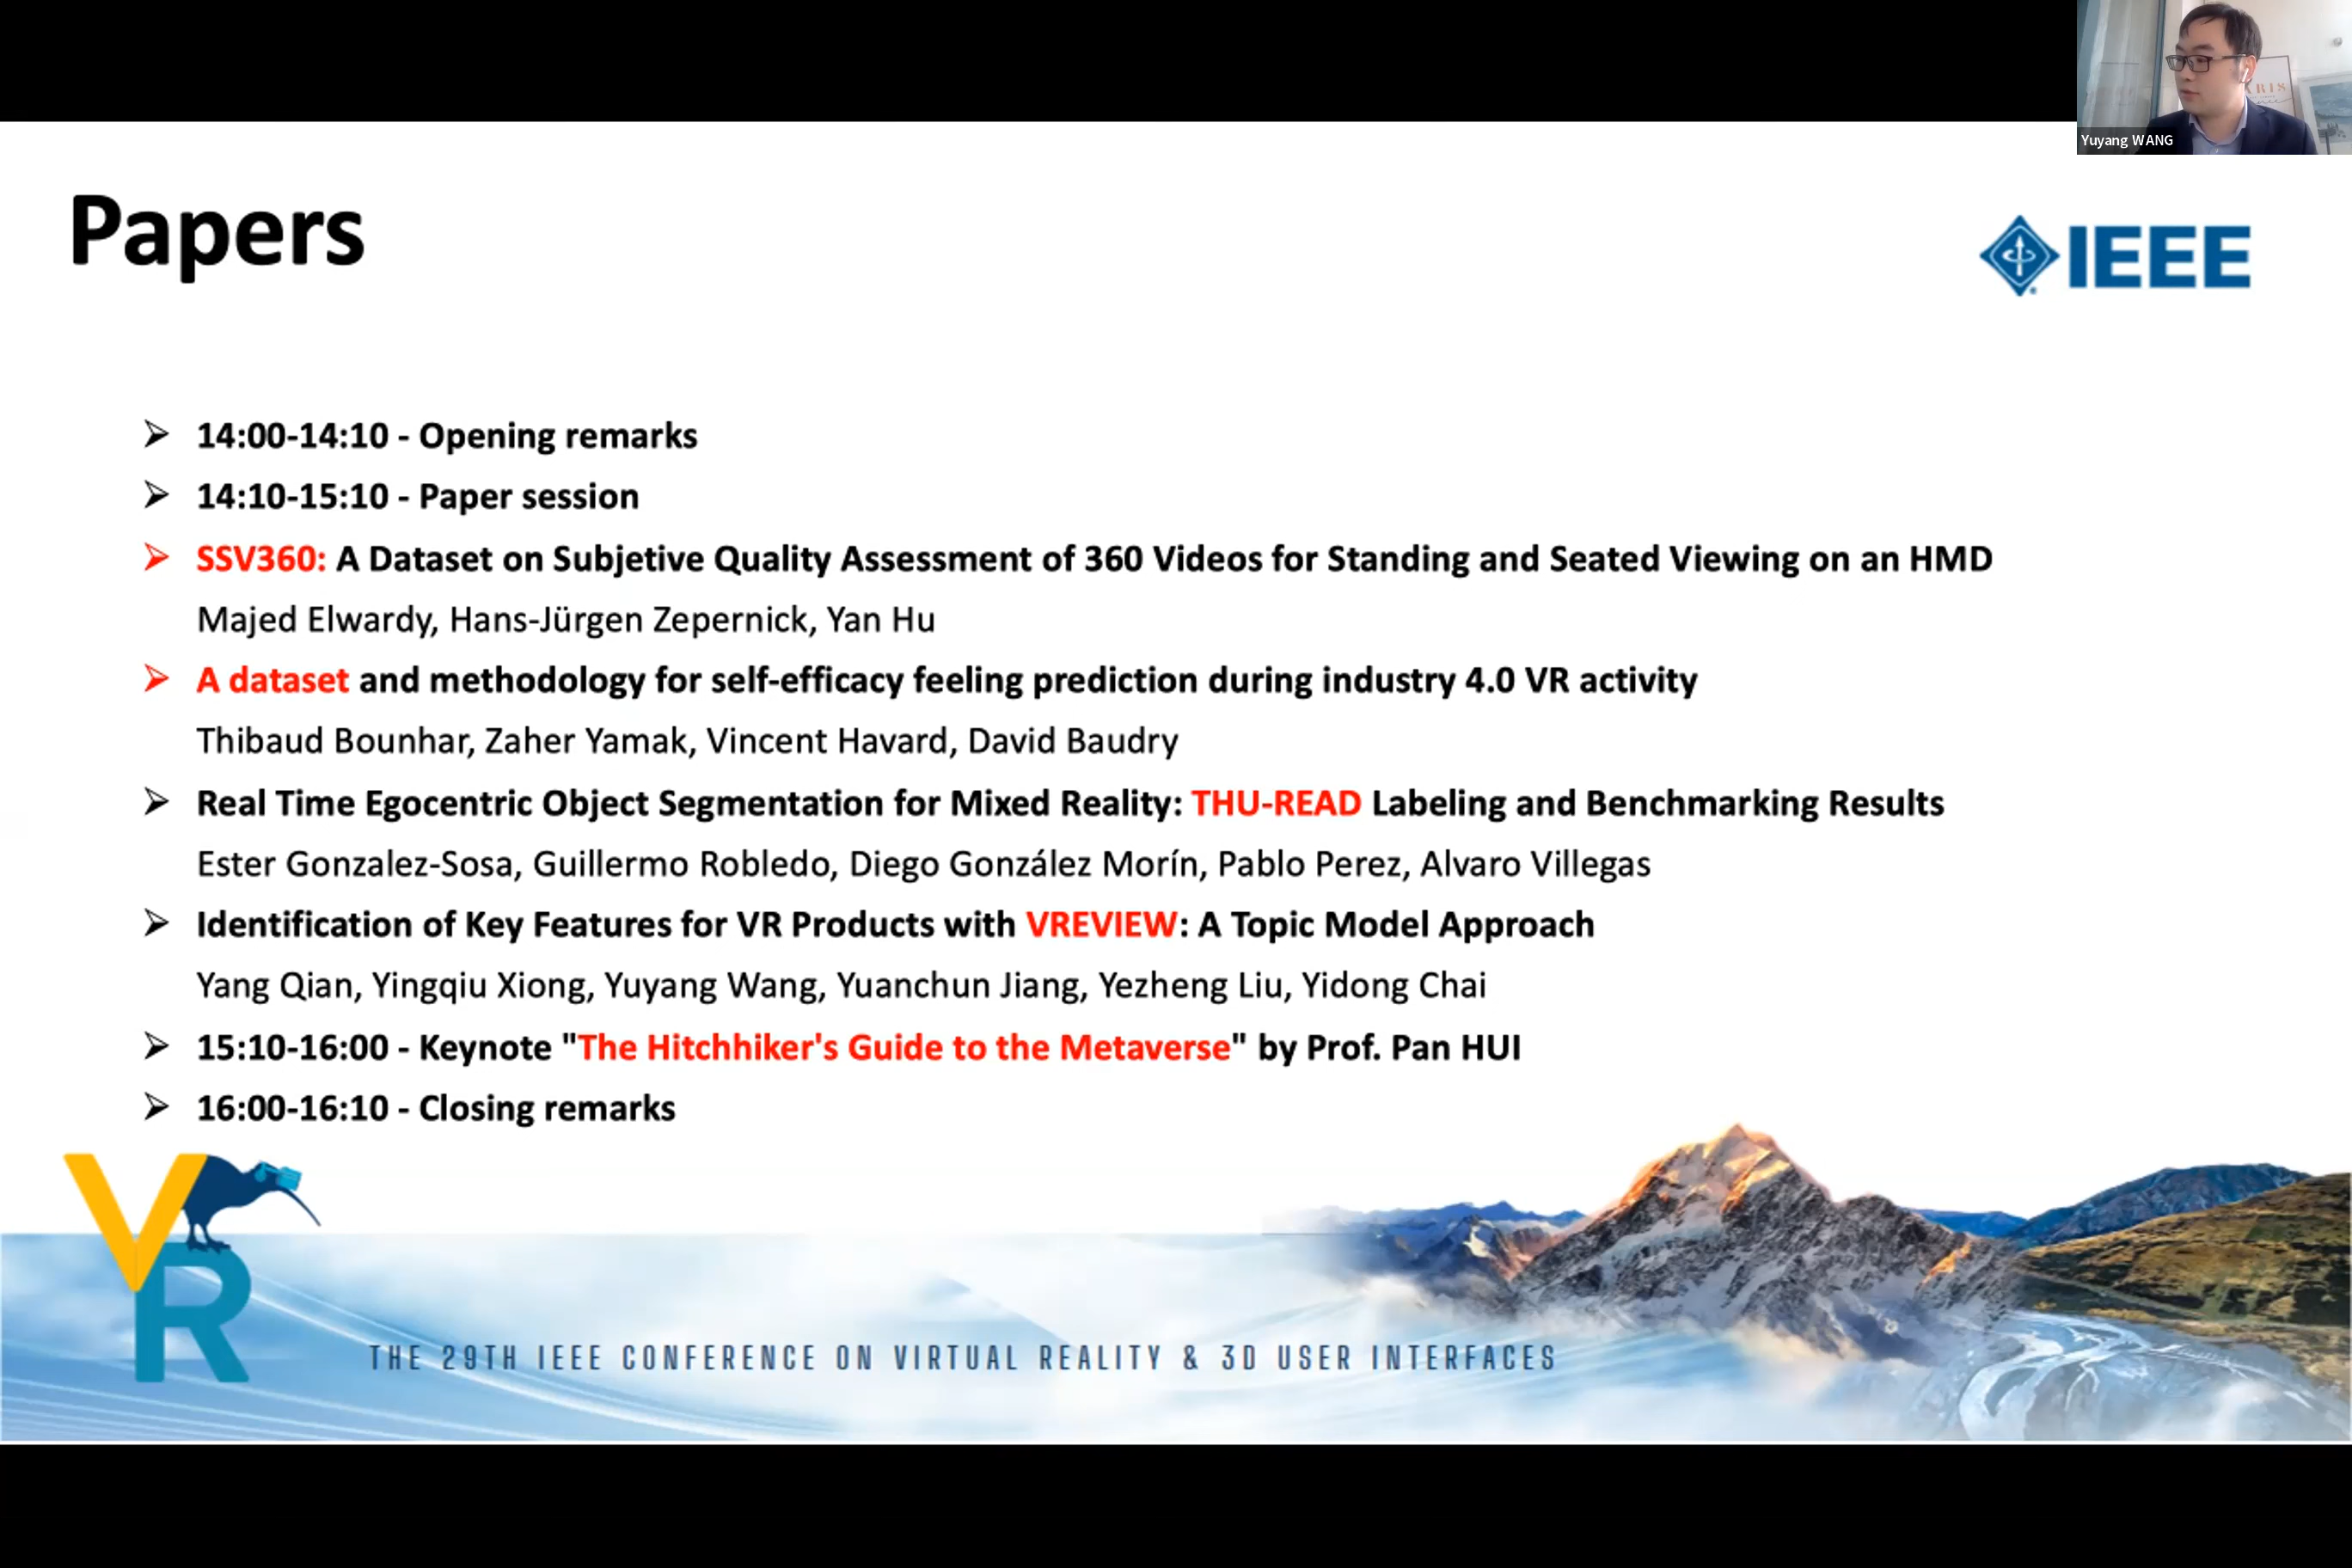 Yuyang WANG
Papers
IEEE
14:00-14:10 - Opening remarks
14:10-15:10 - Paper session
SSV360: A Dataset on Subjetive Quality Assessment of 360 Videos for Standing and Seated Viewing on an HMD
Majed Elwardy, Hans-Jürgen Zepernick, Yan Hu
A dataset and methodology for self-efficacy feeling prediction during industry 4.0 VR activity
Thibaud Bounhar, Zaher Yamak, Vincent Havard, David Baudry
Real Time Egocentric Object Segmentation for Mixed Reality: THU-READ Labeling and Benchmarking Results
Ester Gonzalez-Sosa, Guillermo Robledo, Diego González Morín, Pablo Perez, Alvaro Villegas
Identification of Key Features for VR Products with VREVIEW: A Topic Model Approach
Yang Qian, Yingqiu Xiong, Yuyang Wang, Yuanchun Jiang, Yezheng Liu, Yidong Chai
15:10-16:00 - Keynote "The Hitchhiker's Guide to the Metaverse" by Prof. Pan HUI
16:00-16:10 - Closing remarks
VR
THE 29TH IEEE CONFERENCE ON VIRTUAL REALITY & 3D USER INTERFACES